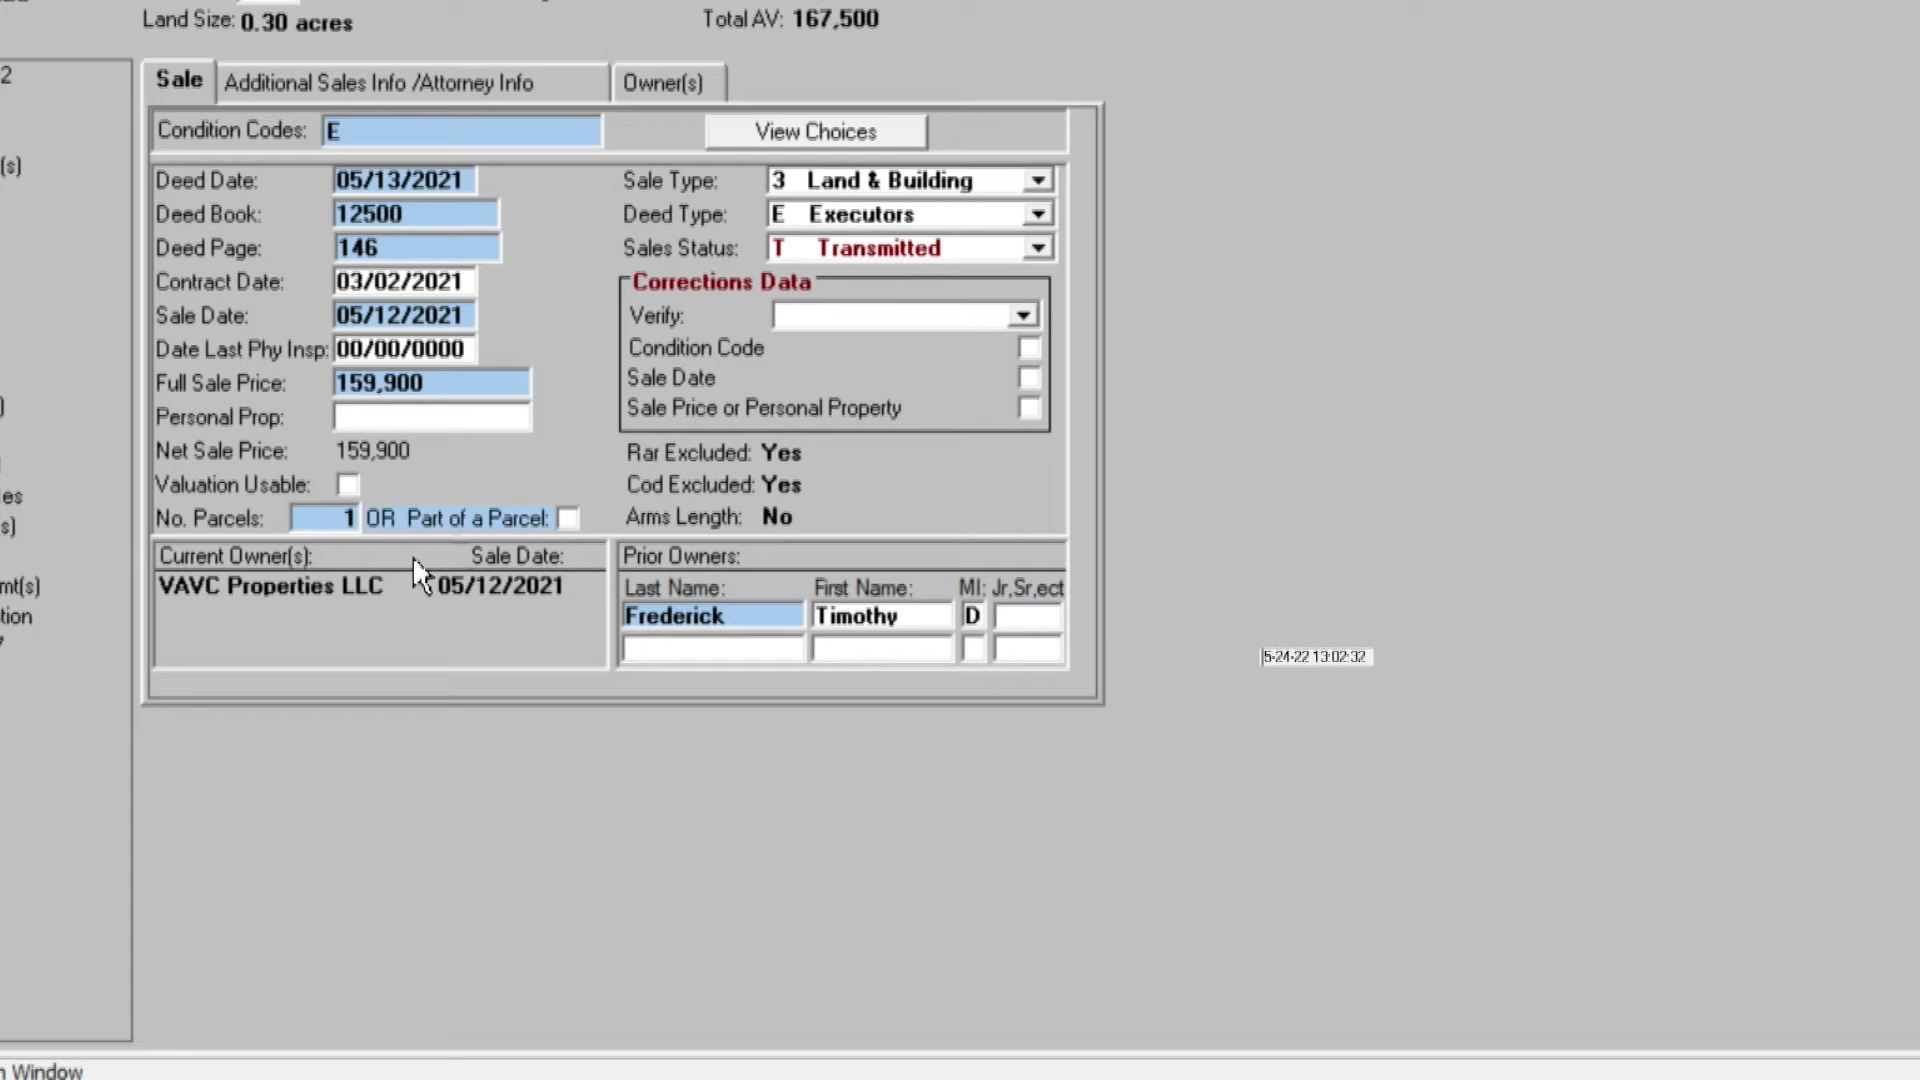 Land Size: 0.30 acres
Total AV: 167,500
2
Sale
Additional Sales Info /Attorney Info
Owner(s)
Condition Codes: E
View Choices
(s)
Deed Date: 05/13/2021
Sale Type: 3 Land & Building
Deed Book: 12500
Deed Type: E Executors
Deed Page: 146
Sales Status: T Transmitted
Contract Date: 03/02/2021
Corrections Data
Sale Date: 05/12/2021
Verify:
Date Last Phy Insp: 00/00/0000
Condition Code
Full Sale Price: 159,900
Sale Date
)
Personal Prop:
Sale Price or Personal Property
Net Sale Price: 159,900
Rar Excluded: Yes
Valuation Usable:
Cod Excluded: Yes
es
No. Parcels: 1 OR Part of a Parcel:
Arms Length: No
s)
Current Owner(s): Sale Date:
Prior Owners:
mt(s)
VAVC Properties LLC 05/12/2021
Last Name: First Name: MI: Jr,Sr,ect
tion
Frederick Timothy D
5-24-22 13:02:32
Window